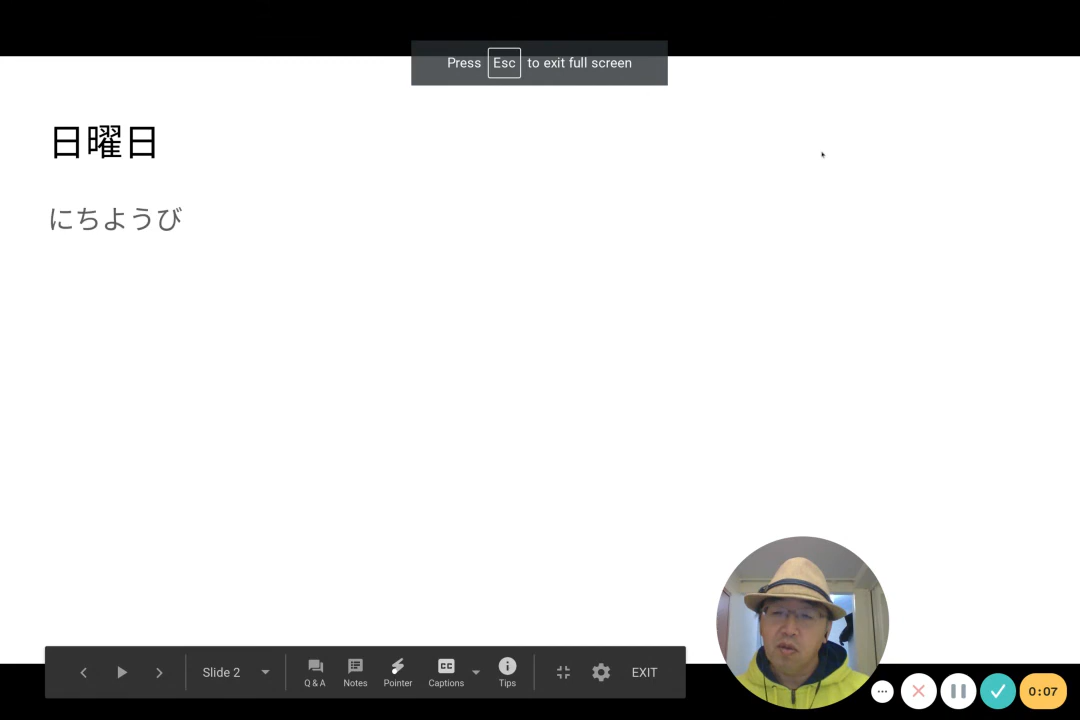 Press Esc to exit full screen
日曜日
にちようび
Slide 2
Q & A
Notes
Pointer
CC
Captions
Tips
EXIT
0:07